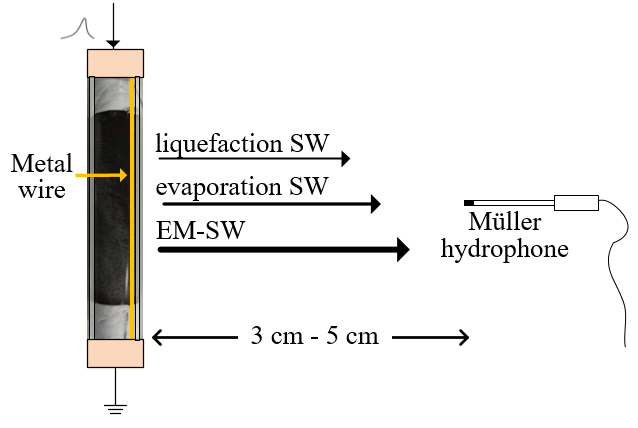 liquefaction SW
Metal
wire
evaporation SW
EM-SW
Müller
hydrophone
3 cm - 5 cm